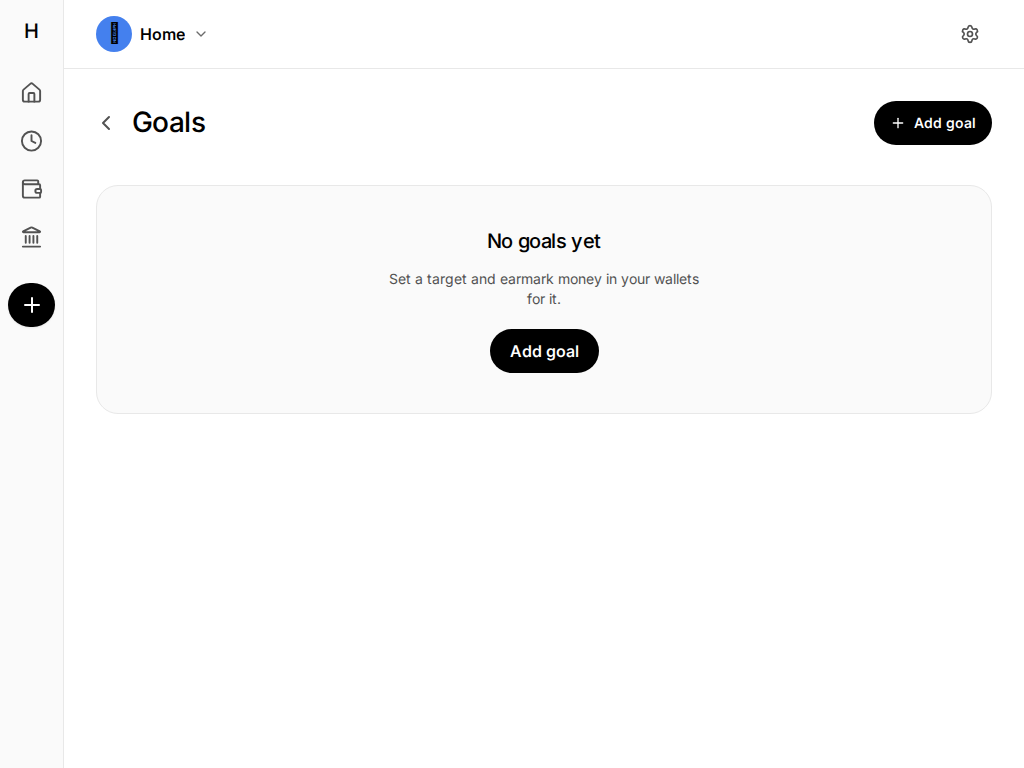 H
Home
Goals
Add goal
No goals yet
Set a target and earmark money in your wallets
for it.
Add goal